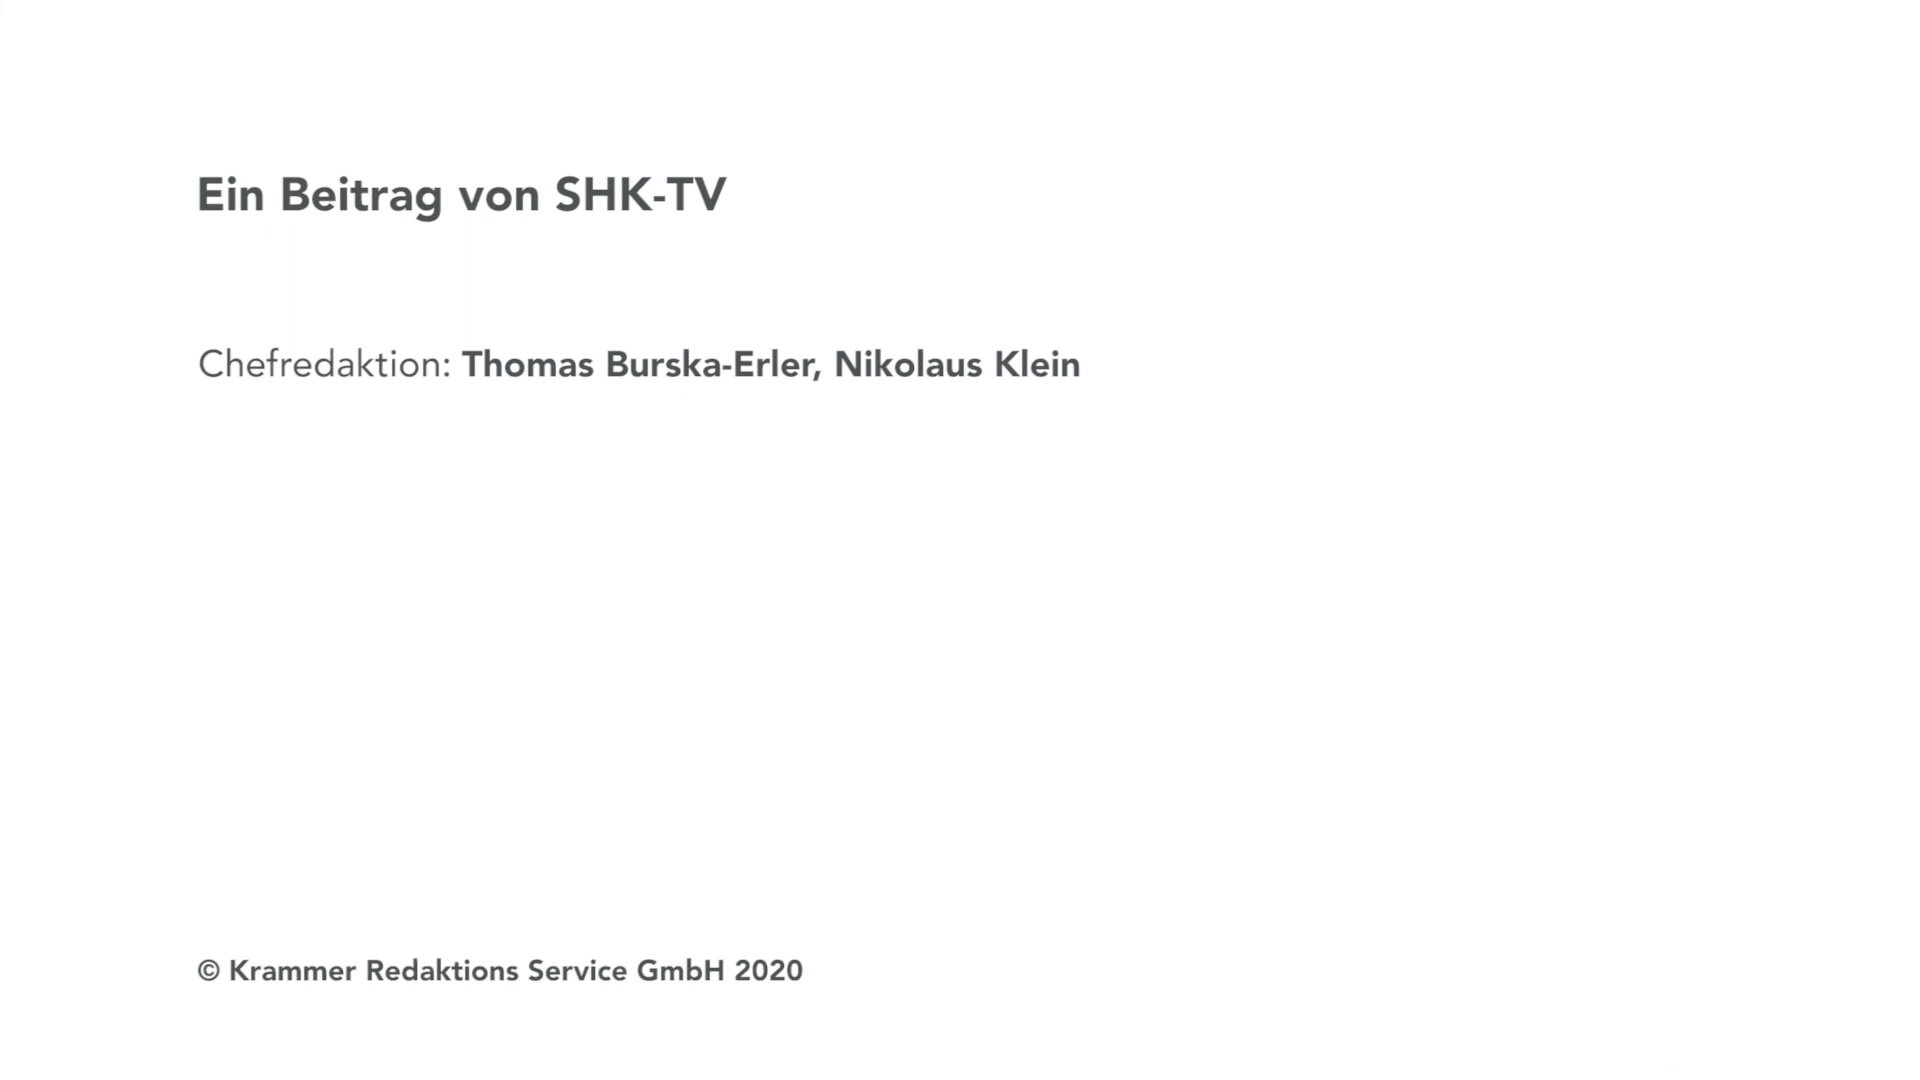 Ein Beitrag von SHK-TV
Chefredaktion: Thomas Burska-Erler, Nikolaus Klein
© Krammer Redaktions Service GmbH 2020